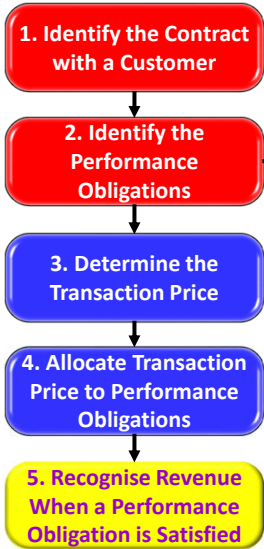 1. Identify the Contract
with a Customer
2. Identify the
Performance
Obligations
3. Determine the
Transaction Price
4. Allocate Transaction
Price to Performance
Obligations
5. Recognise Revenue
When a Performance
Obligation is Satisfied